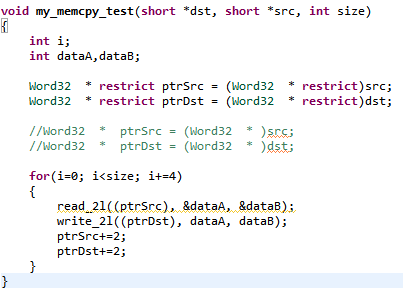 void my_memcpy_test(short *dst, short *src, int size)
{
    int i;
    int dataA,dataB;

    Word32  * restrict ptrSrc = (Word32  * restrict)src;
    Word32  * restrict ptrDst = (Word32  * restrict)dst;

    //Word32  *  ptrSrc = (Word32  * )src;
    //Word32  *  ptrDst = (Word32  * )dst;

    for(i=0; i<size; i+=4)
    {
        read_2l((ptrSrc), &dataA, &dataB);
        write_2l((ptrDst), dataA, dataB);
        ptrSrc+=2;
        ptrDst+=2;
    }
}